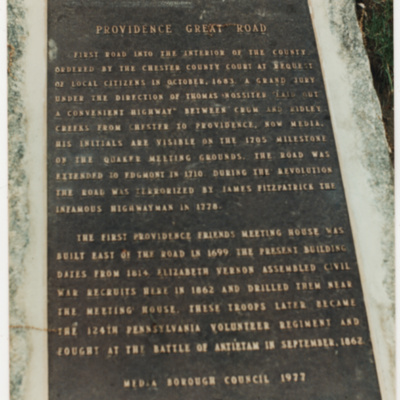 PROVIDENCE GREAT ROAD
FIRST ROAD INTO THE INTERIOR OF THE COUNTY
ORDERED BY THE CHESTER COUNTY COURT AT REQUEST
OF LOCAL CITIZENS IN OCTOBER, 1683. A GRAND JURY
UNDER THE DIRECTION OF THOMAS ROSSITER "LAID OUT
A CONVENIENT HIGHWAY" BETWEEN CRUM AND RIDLEY
CREEKS FROM CHESTER TO PROVIDENCE, NOW MEDIA.
HIS INITIALS ARE VISIBLE ON THE 1705 MILESTONE
ON THE QUAKER MEETING GROUNDS. THE ROAD WAS
EXTENDED TO EDGMONT IN 1710. DURING THE REVOLUTION
THE ROAD WAS TERRORIZED BY JAMES FITZPATRICK THE
INFAMOUS HIGHWAYMAN IN 1778.
THE FIRST PROVIDENCE FRIENDS MEETING HOUSE WAS
BUILT EAST OF THE ROAD IN 1699. THE PRESENT BUILDING
DATES FROM 1814. ELIZABETH VERNON ASSEMBLED CIVIL
WAR RECRUITS HERE IN 1862 AND DRILLED THEM NEAR
THE MEETING HOUSE. THESE TROOPS LATER BECAME
THE 124TH PENNSYLVANIA VOLUNTEER REGIMENT AND
FOUGHT AT THE BATTLE OF ANTIETAM IN SEPTEMBER, 1862.
MEDIA BOROUGH COUNCIL 1977